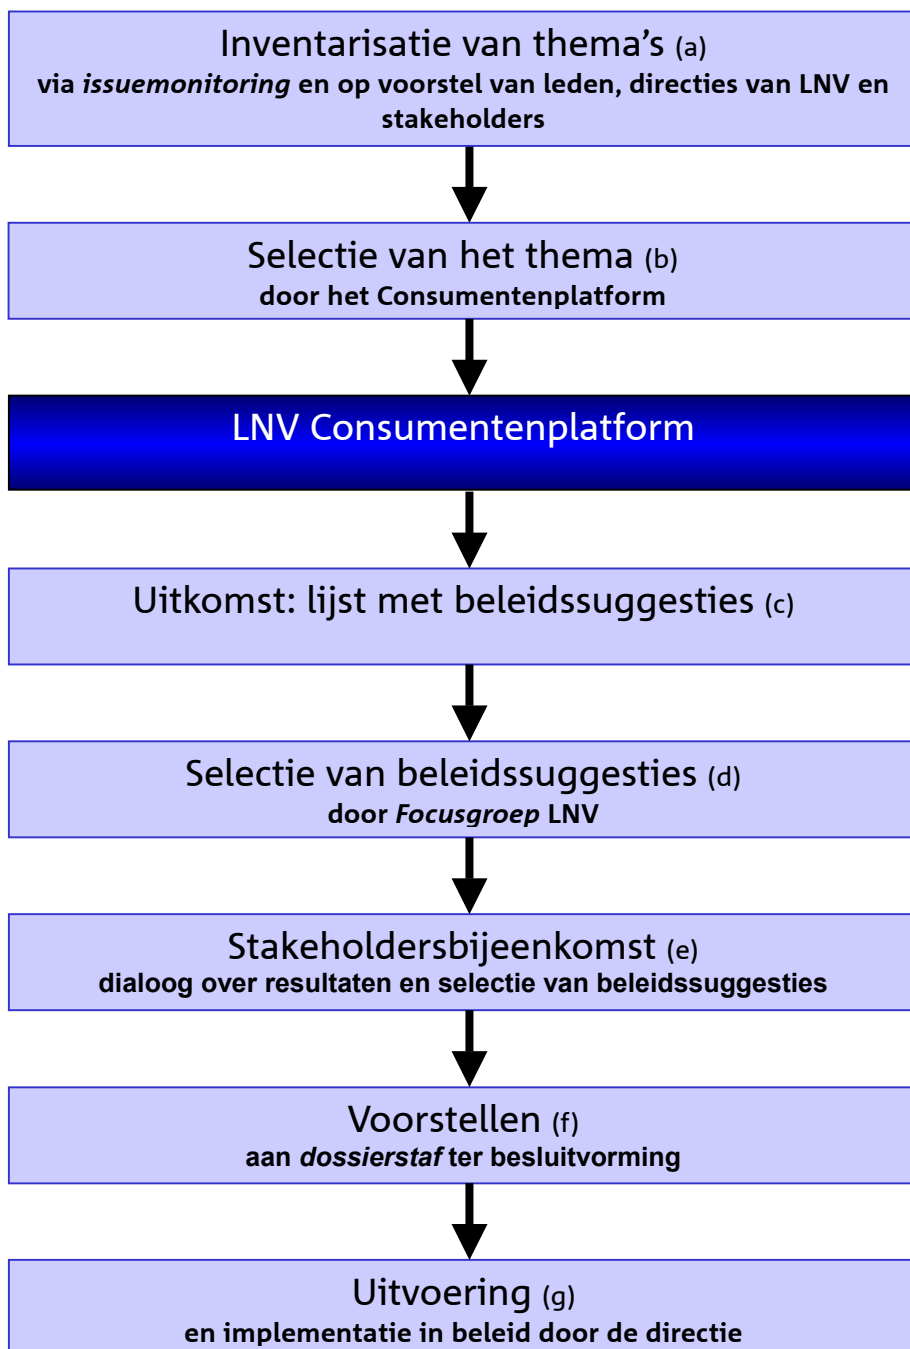 Inventarisatie van thema’s (a)
via issuemonitoring en op voorstel van leden, directies van LNV en
stakeholders
Selectie van het thema (b)
door het Consumentenplatform
LNV Consumentenplatform
Uitkomst: lijst met beleidssuggesties (c)
Selectie van beleidssuggesties (d)
door Focusgroep LNV
Stakeholdersbijeenkomst (e)
dialoog over resultaten en selectie van beleidssuggesties
Voorstellen (f)
aan dossierstaf ter besluitvorming
Uitvoering (g)
en implementatie in beleid door de directie